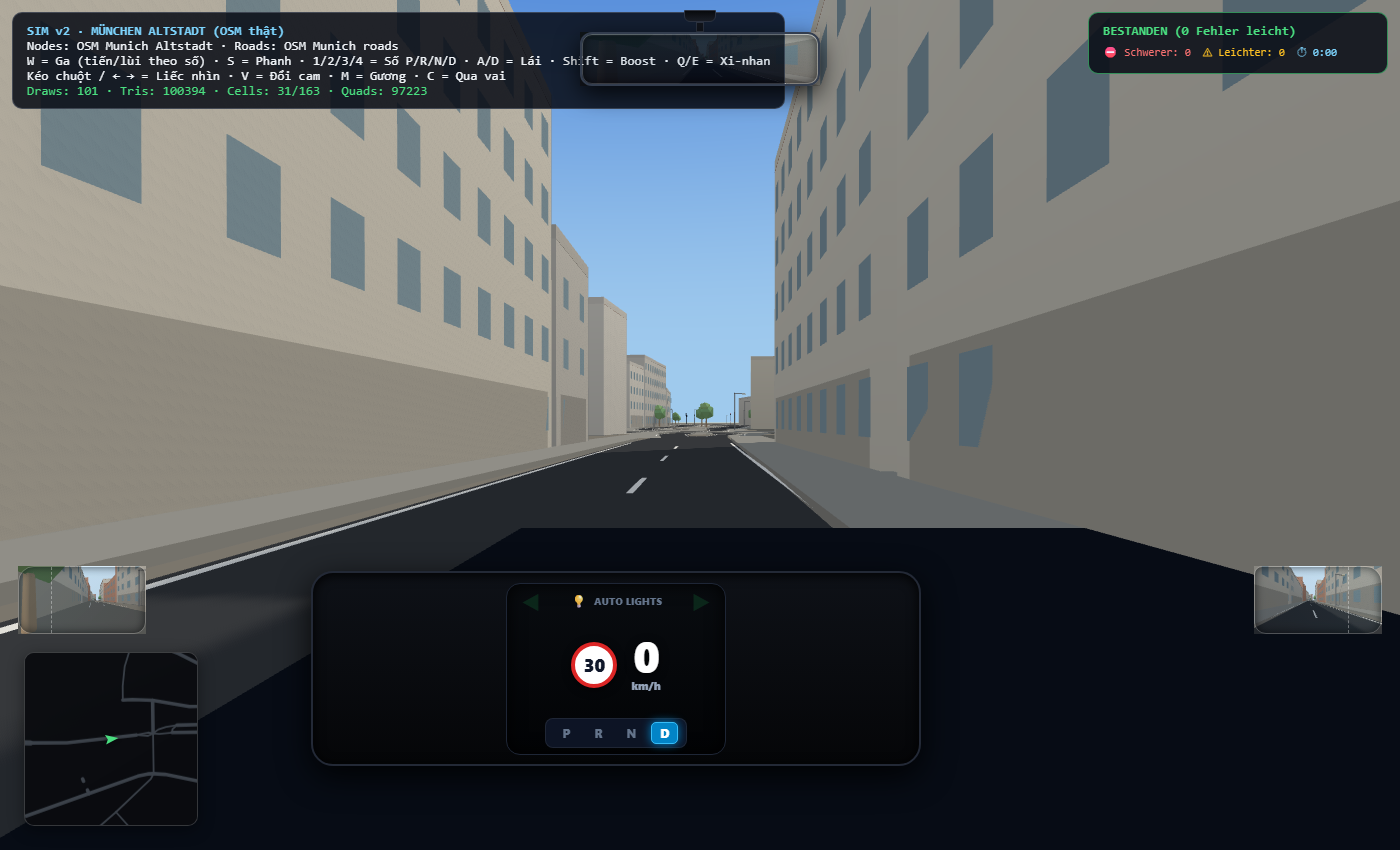 SIM v2 · MÜNCHEN ALTSTADT (OSM thật)
Nodes: OSM Munich Altstadt · Roads: OSM Munich roads
W = Ga (tiến/lùi theo số) · S = Phanh · 1/2/3/4 = Số P/R/N/D · A/D = Lái · Shift = Boost · Q/E = Xi-nhan
Kéo chuột / ← → = Liếc nhìn · V = Đổi cam · M = Gương · C = Qua vai
Draws: 101 · Tris: 100394 · Cells: 31/163 · Quads: 97223
BESTANDEN (0 Fehler leicht)
Schwerer: 0 Leichter: 0 0:00
AUTO LIGHTS
30 0
km/h
P R N D